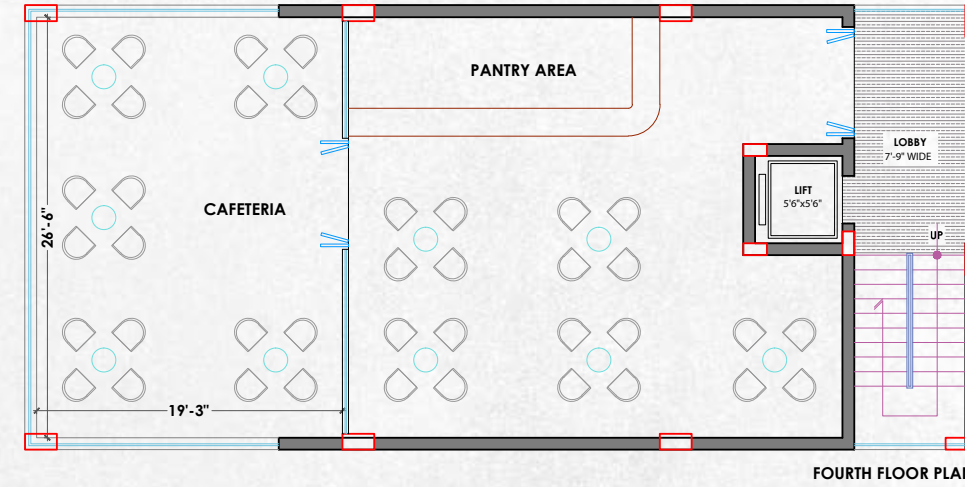 PANTRY AREA
LOBBY
7'-9" WIDE
LIFT
5'6"x5'6"
CAFETERIA
26'-6"
UP
19'-3"
FOURTH FLOOR PLAN